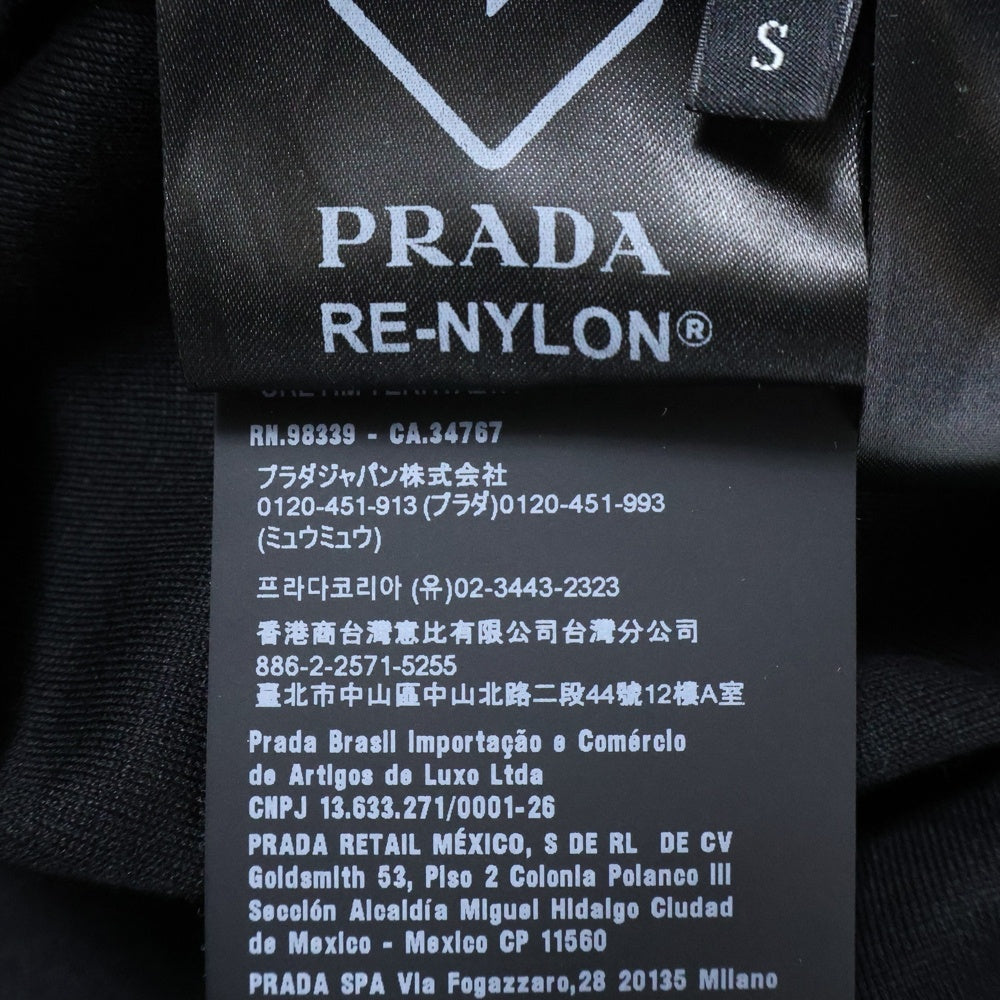 S
PRADA
RE-NYLON®
RN.98339 - CA.34767
プラダジャパン株式会社
0120-451-913 (プラダ)0120-451-993
(ミュウミュウ)
프라다코리아 (유)02-3443-2323
香港商台灣意比有限公司台灣分公司
886-2-2571-5255
臺北市中山區中山北路二段44號12樓A室
Prada Brasil Importação e Comércio
de Artigos de Luxo Ltda
CNPJ 13.633.271/0001-26
PRADA RETAIL MÉXICO, S DE RL DE CV
Goldsmith 53, Piso 2 Colonia Polanco III
Sección Alcaldía Miguel Hidalgo Ciudad
de Mexico - Mexico CP 11560
PRADA SPA Via Fogazzaro,28 20135 Milano